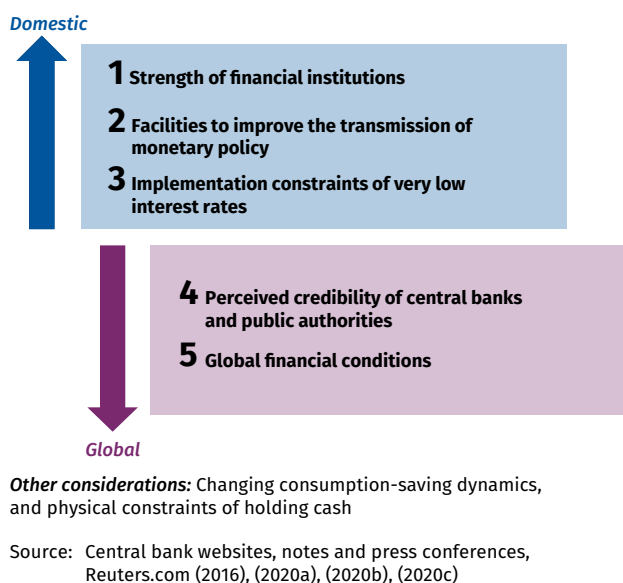 Domestic
1 Strength of financial institutions
2 Facilities to improve the transmission of
monetary policy
3 Implementation constraints of very low
interest rates
4 Perceived credibility of central banks
and public authorities
5 Global financial conditions
Global
Other considerations: Changing consumption-saving dynamics,
and physical constraints of holding cash
Source: Central bank websites, notes and press conferences,
Reuters.com (2016), (2020a), (2020b), (2020c)